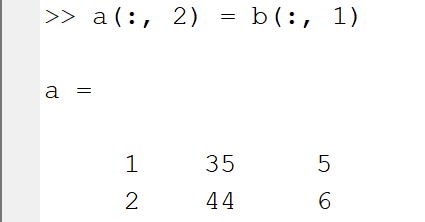 >> a(:, 2) = b(:, 1)
a =
1 35 5
2 44 6